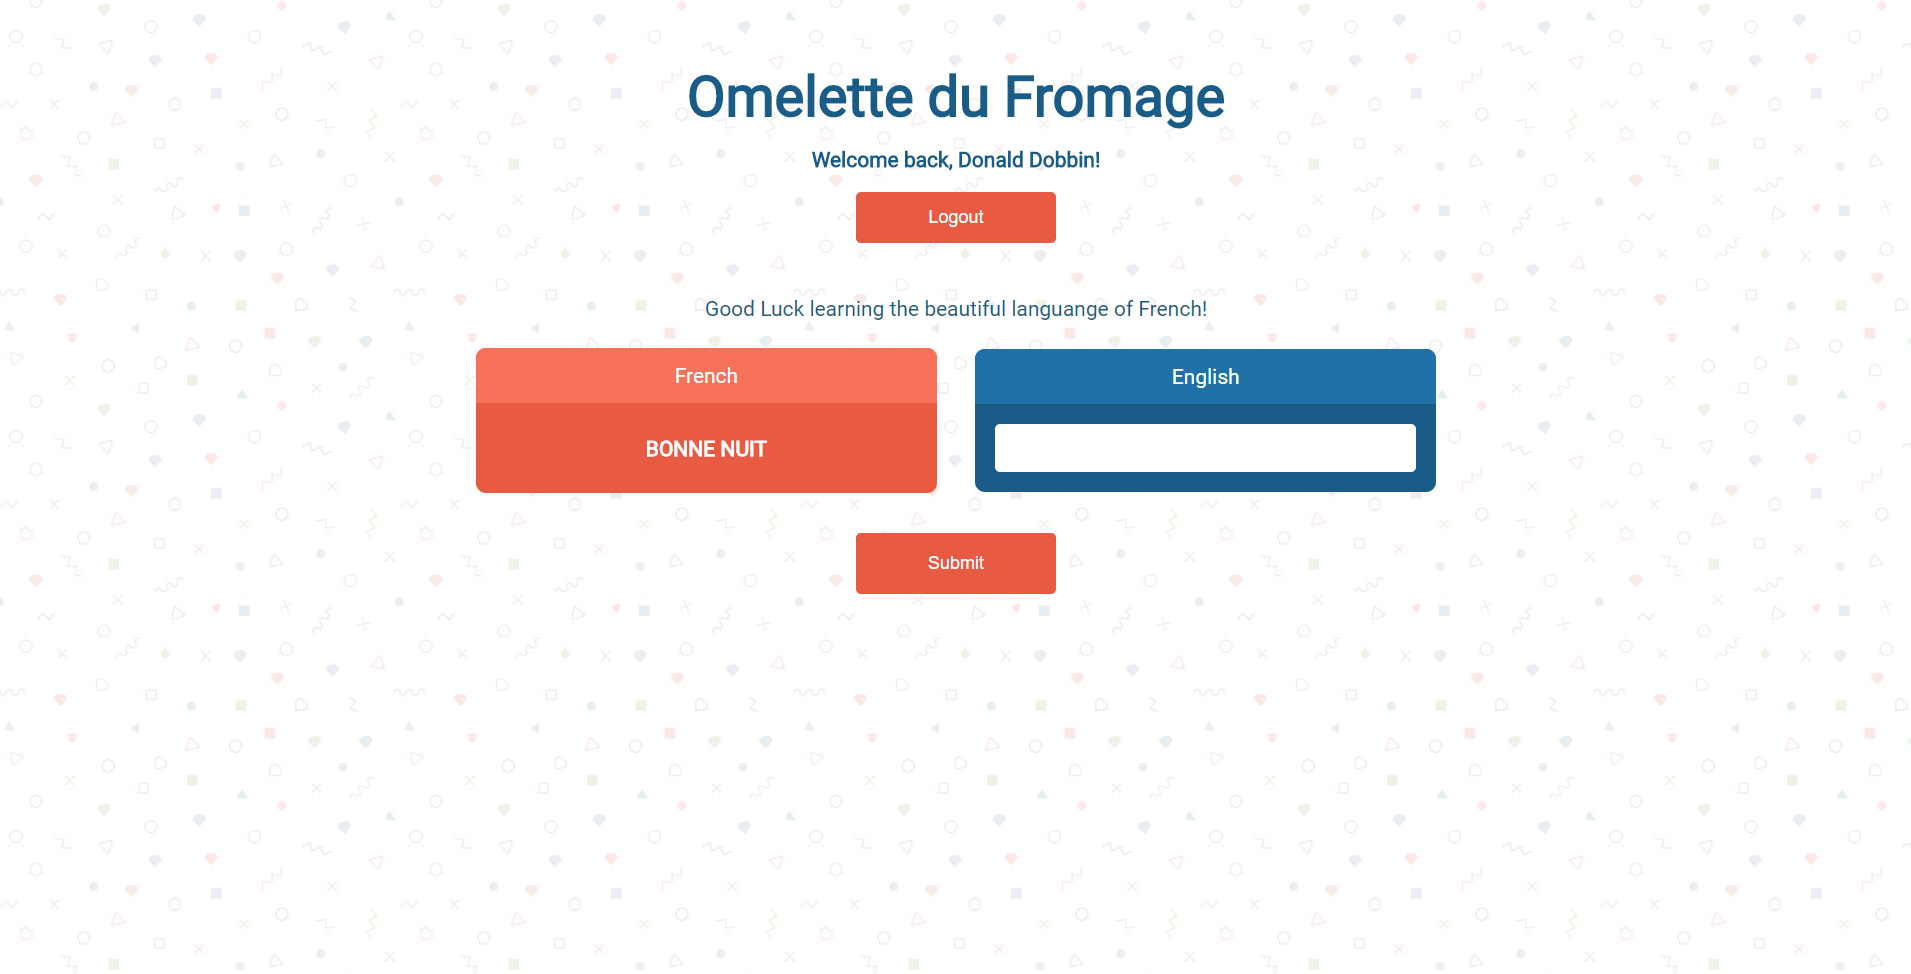 Omelette du Fromage
Welcome back, Donald Dobbin!
Logout
Good Luck learning the beautiful languange of French!
French
BONNE NUIT
English
Submit